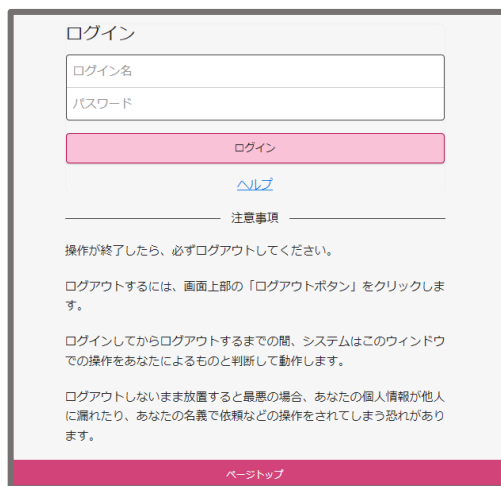 ログイン
ログイン名
パスワード
ログイン
ヘルプ
注意事項
操作が終了したら、必ずログアウトしてください。
ログアウトするには、画面上部の「ログアウトボタン」をクリックしま
す。
ログインしてからログアウトするまでの間、システムはこのウィンドウ
での操作をあなたによるものと判断して動作します。
ログアウトしないまま放置すると最悪の場合、あなたの個人情報が他人
に漏れたり、あなたの名義で依頼などの操作をされてしまう恐れがあり
ます。
ページトップ